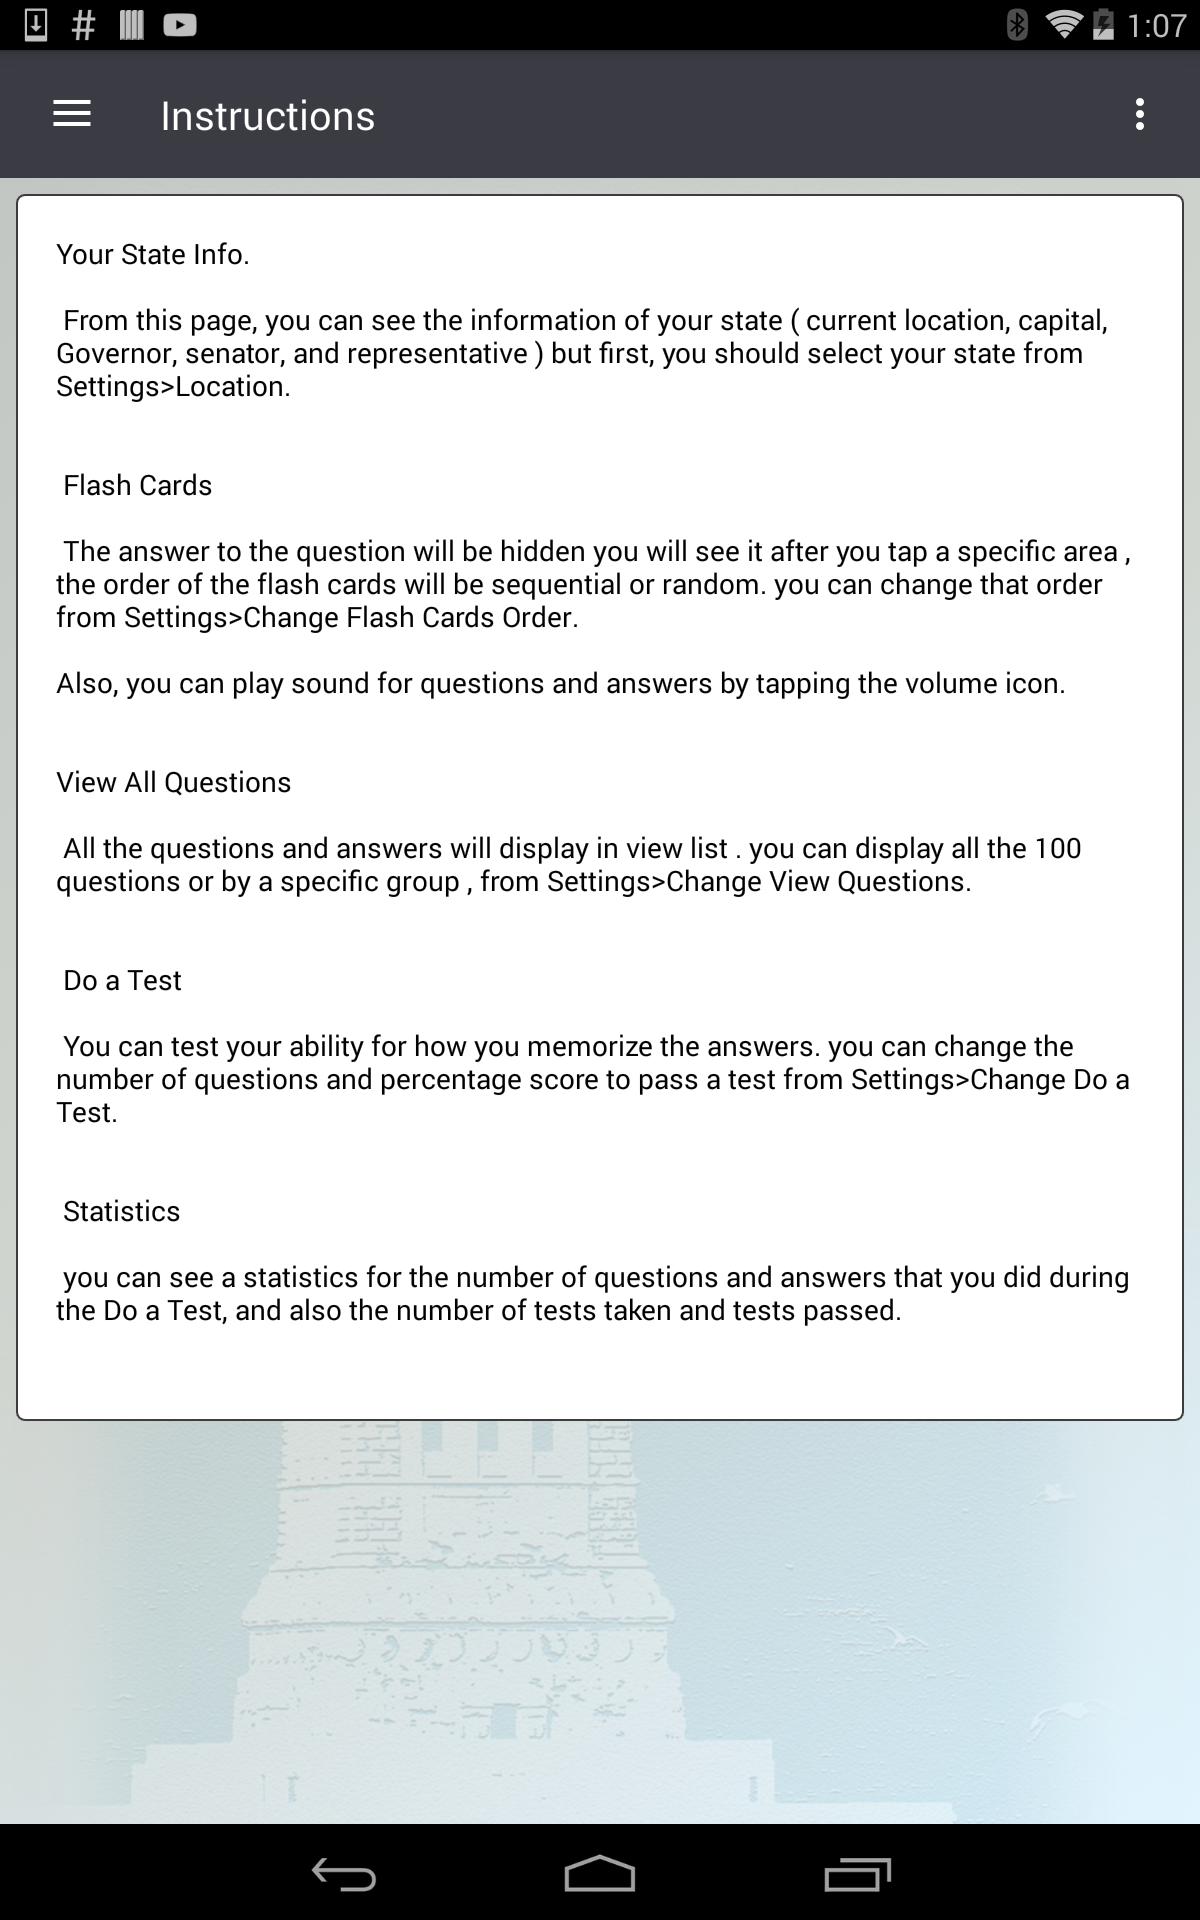 1:07
Instructions
Your State Info.
From this page, you can see the information of your state ( current location, capital,
Governor, senator, and representative ) but first, you should select your state from
Settings>Location.
Flash Cards
The answer to the question will be hidden you will see it after you tap a specific area ,
the order of the flash cards will be sequential or random. you can change that order
from Settings>Change Flash Cards Order.
Also, you can play sound for questions and answers by tapping the volume icon.
View All Questions
All the questions and answers will display in view list . you can display all the 100
questions or by a specific group , from Settings>Change View Questions.
Do a Test
You can test your ability for how you memorize the answers. you can change the
number of questions and percentage score to pass a test from Settings>Change Do a
Test.
Statistics
you can see a statistics for the number of questions and answers that you did during
the Do a Test, and also the number of tests taken and tests passed.